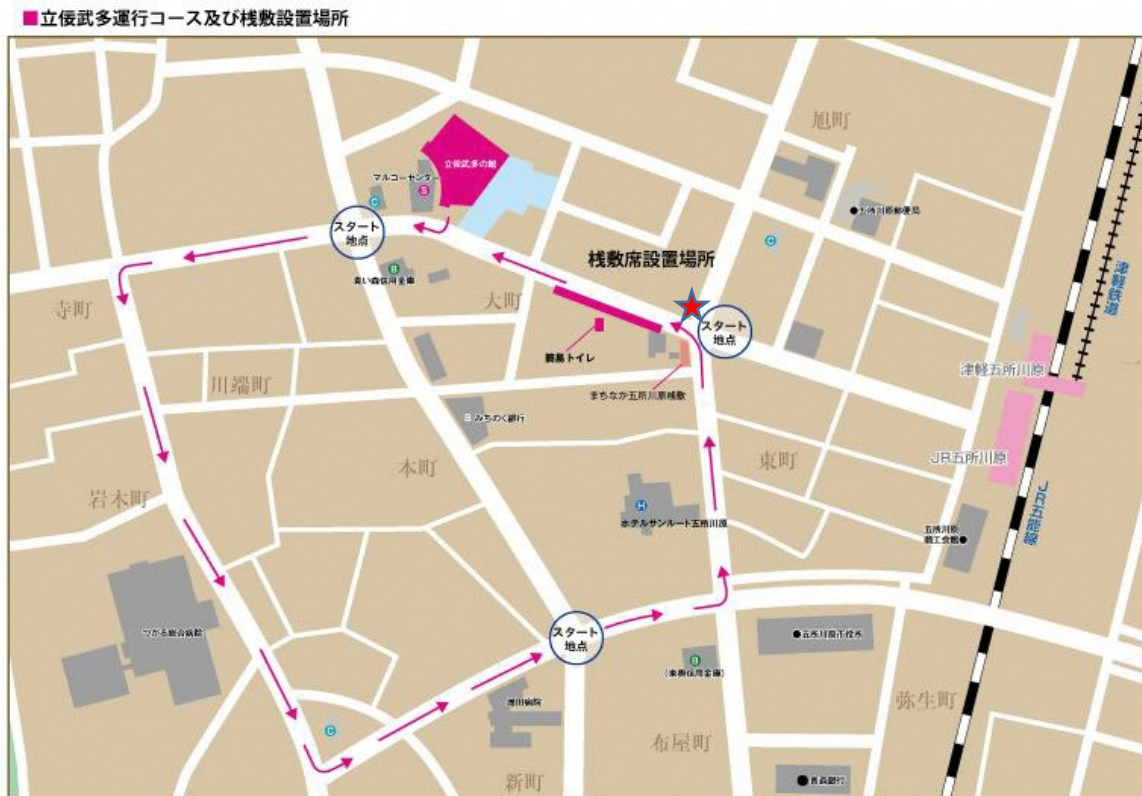 ■立佞武多運行コース及び桟敷設置場所
旭町
立佞武多の館
マルコーセンター
S
C
●五所川原郵便局
スタート
地点
C
桟敷席設置場所
津軽鉄道
B
青い森信用金庫
大町
寺町
スタート
地点
簡易トイレ
津軽五所川原
川端町
まちなか五所川原桟敷
みちのく銀行
本町
東町
JR五所川原
岩木町
H
ホテルサンルート五所川原
JR五能線
五所川原
商工会館●
つがる総合病院
スタート
地点
●五所川原市役所
B
(東奥信用金庫)
弥生町
増田病院
C
布屋町
新町
●青森銀行